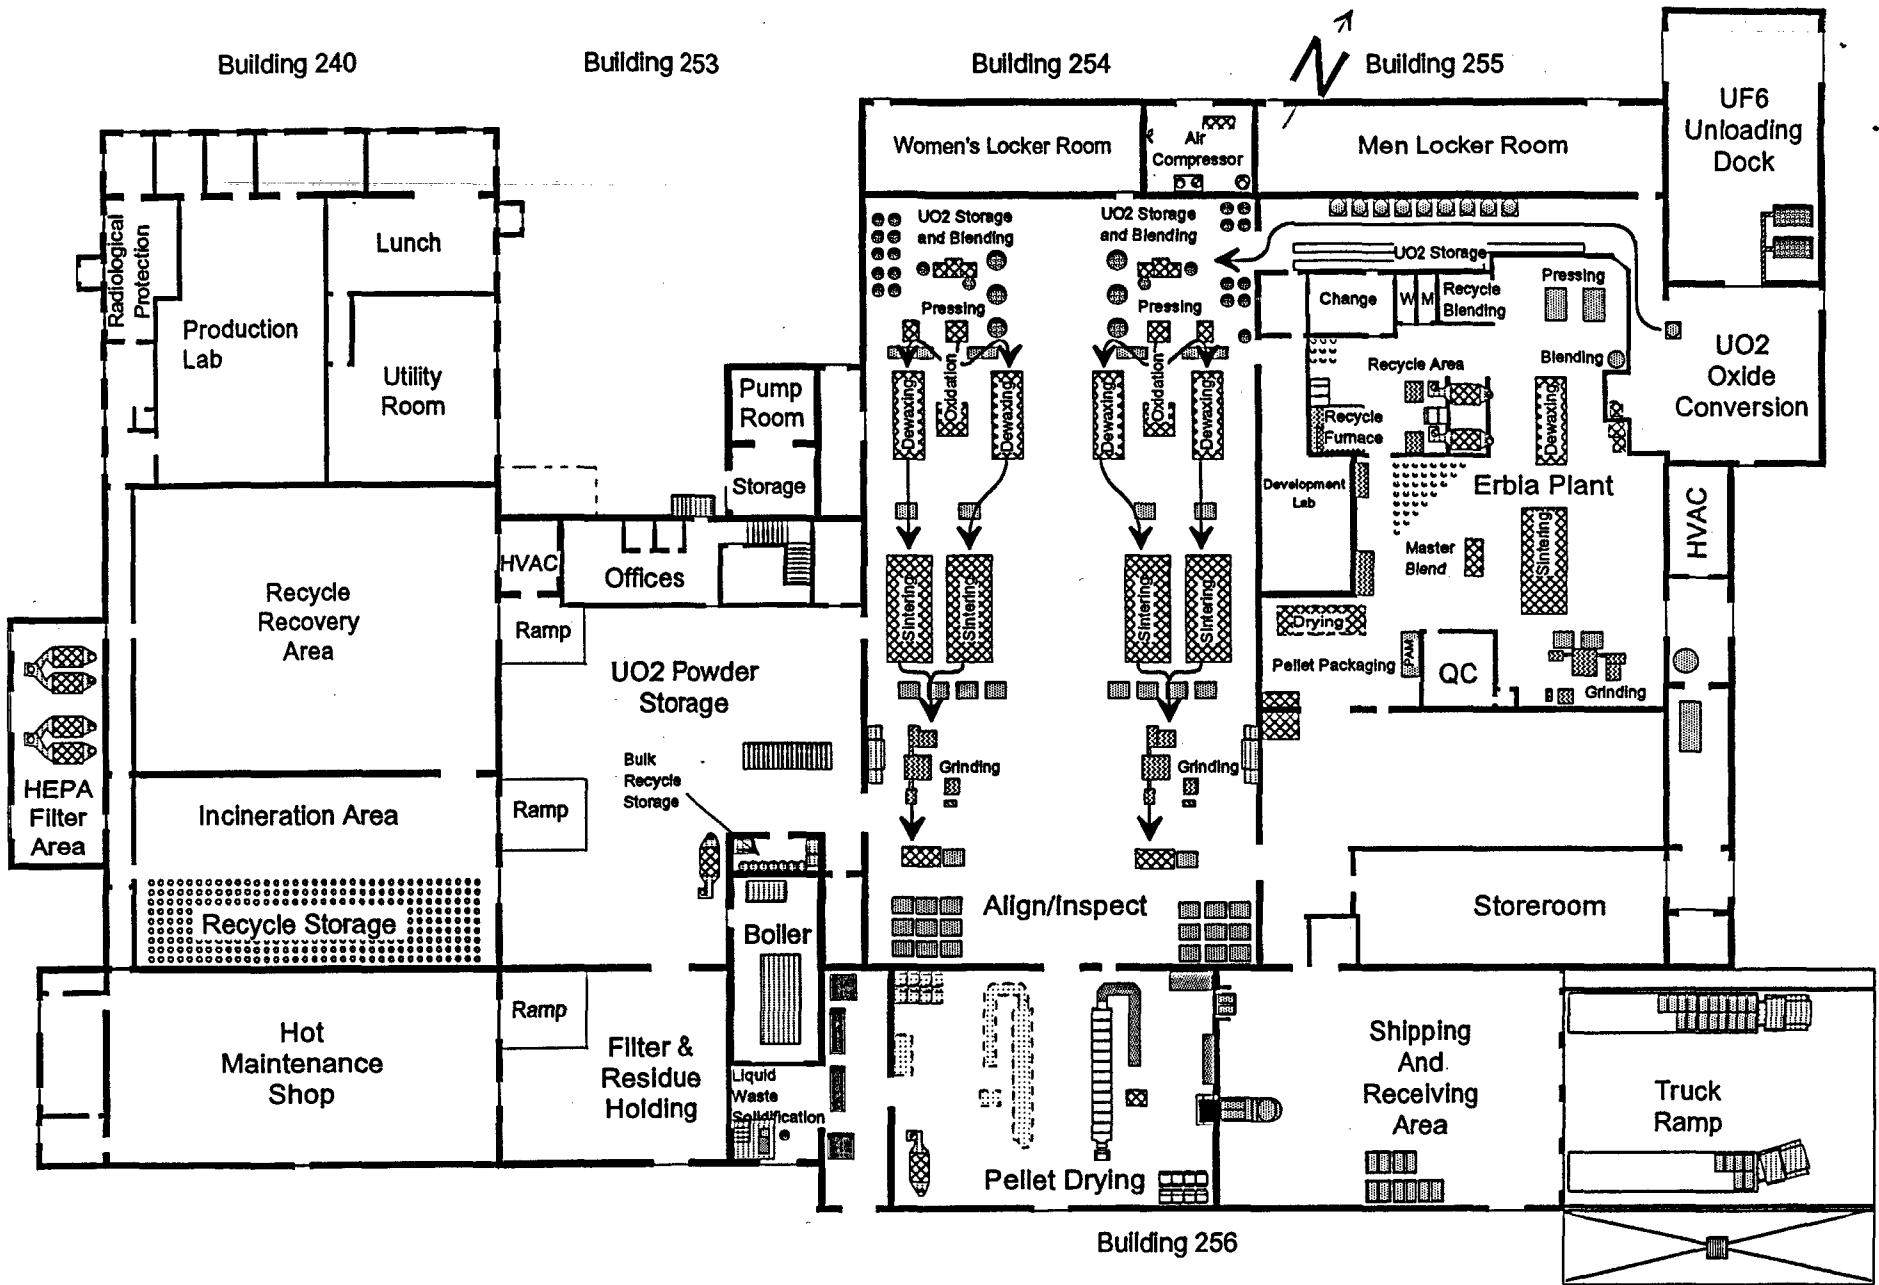 Building 240
Building 253
Building 254
N
Building 255
UF6
Unloading
Dock
Women's Locker Room
Air
Compressor
Men Locker Room
Radiological
Protection
Lunch
Production
Lab
Utility
Room
UO2 Storage
and Blending
UO2 Storage
and Blending
UO2 Storage
Change
W
M
Recycle
Blending
Pressing
Pressing
Pressing
UO2
Oxide
Conversion
Recycle Area
Blending
Pump
Room
Dewaxing
Oxidation
Dewaxing
Dewaxing
Oxidation
Dewaxing
Dewaxing
Recycle
Furnace
Storage
Development
Lab
Erbia Plant
HVAC
HVAC
Offices
Master
Blend
Sintering
Sintering
Sintering
Sintering
Sintering
Recycle
Recovery
Area
Ramp
Drying
UO2 Powder
Storage
Pellet Packaging
PAM
QC
Grinding
Bulk
Recycle
Storage
Grinding
Grinding
HEPA
Filter
Area
Incineration Area
Ramp
Recycle Storage
Boiler
Align/Inspect
Storeroom
Hot
Maintenance
Shop
Ramp
Filter &
Residue
Holding
Liquid
Waste
Solidification
Pellet Drying
Shipping
And
Receiving
Area
Truck
Ramp
Building 256